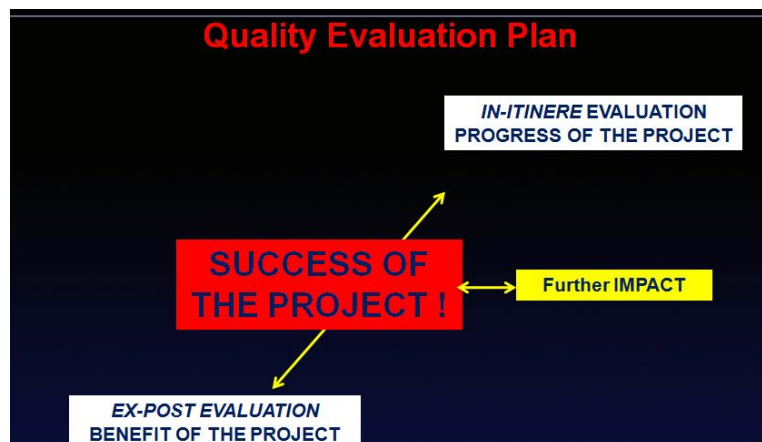 Quality Evaluation Plan
IN-ITINERE EVALUATION
PROGRESS OF THE PROJECT
SUCCESS OF
THE PROJECT !
Further IMPACT
EX-POST EVALUATION
BENEFIT OF THE PROJECT